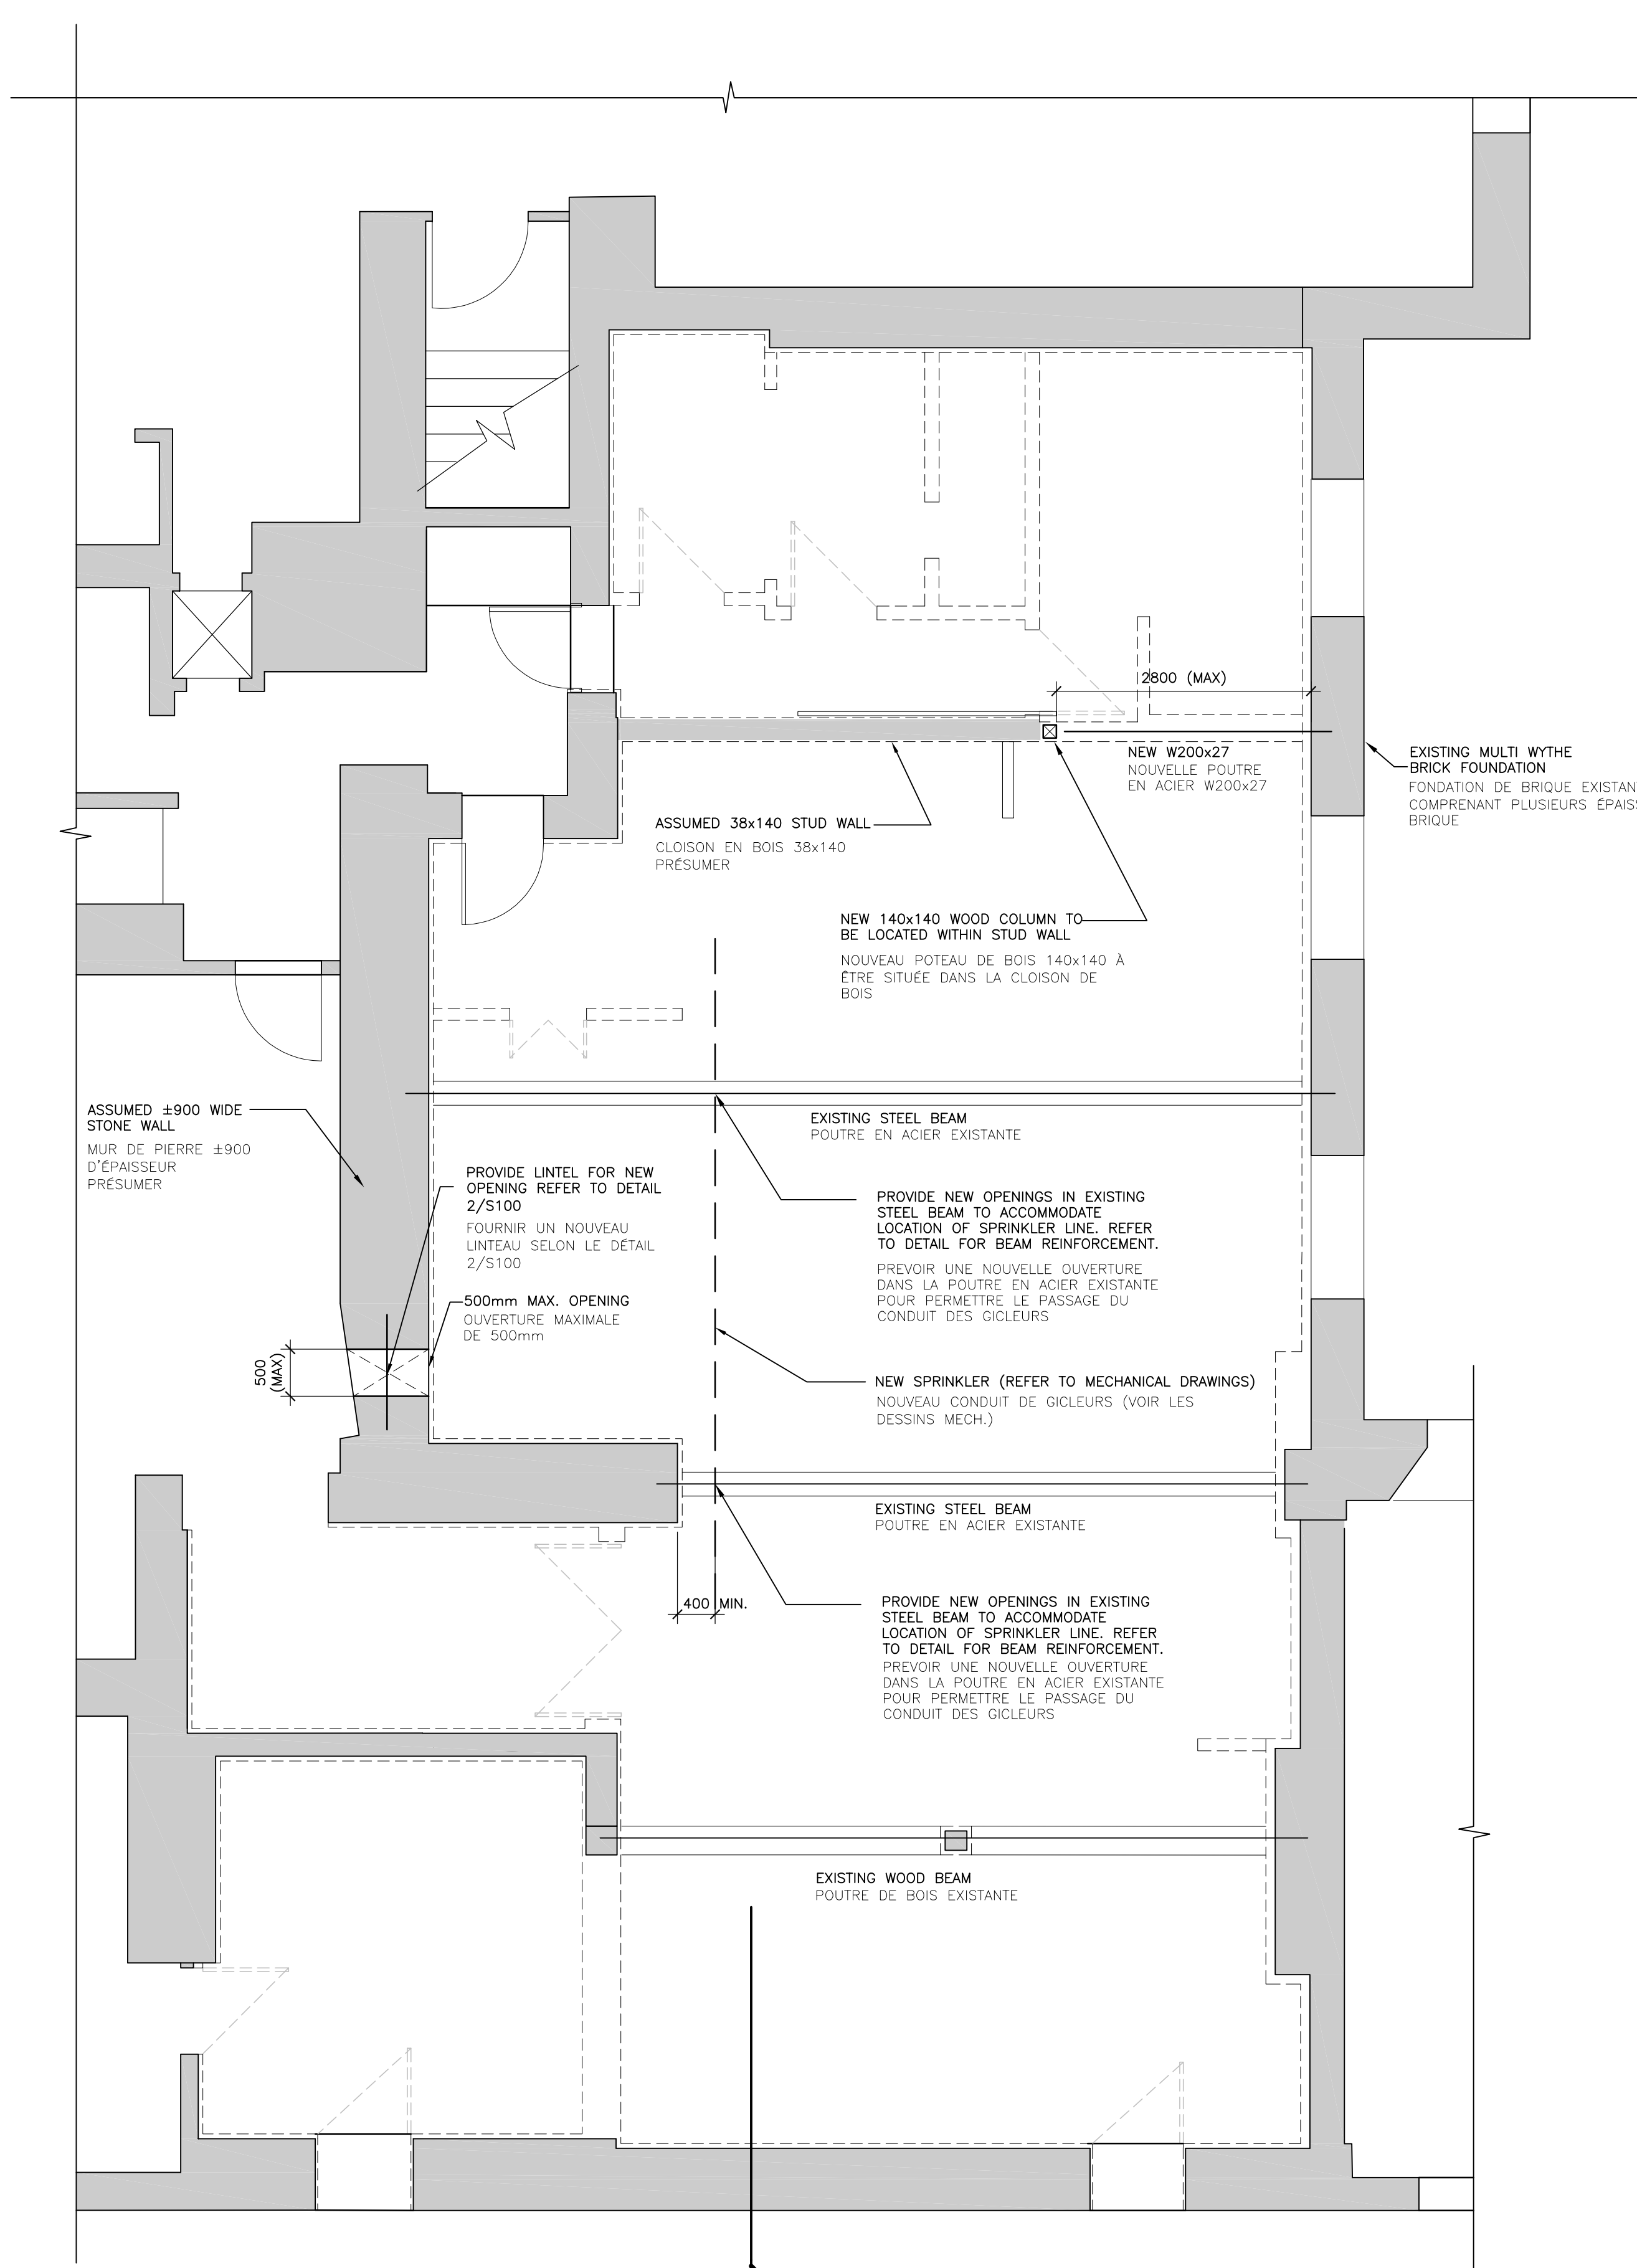 2800 (MAX)
NEW W200x27
NOUVELLE POUTRE
EN ACIER W200x27
EXISTING MULTI WYTHE
BRICK FOUNDATION
FONDATION DE BRIQUE
COMPRENANT PLUSIEURS
BRIQUE
ASSUMED 38x140 STUD WALL
CLOISON EN BOIS 38x140
PRÉSUMER
NEW 140x140 WOOD COLUMN TO
BE LOCATED WITHIN STUD WALL
NOUVEAU POTEAU DE BOIS 140x140 À
ÊTRE SITUÉE DANS LA CLOISON DE
BOIS
ASSUMED ±900 WIDE
STONE WALL
MUR DE PIERRE ±900
D'ÉPAISSEUR
PRÉSUMER
EXISTING STEEL BEAM
POUTRE EN ACIER EXISTANTE
PROVIDE LINTEL FOR NEW
OPENING REFER TO DETAIL
2/S100
FOURNIR UN NOUVEAU
LINTEAU SELON LE DÉTAIL
2/S100
PROVIDE NEW OPENINGS IN EXISTING
STEEL BEAM TO ACCOMMODATE
LOCATION OF SPRINKLER LINE. REFER
TO DETAIL FOR BEAM REINFORCEMENT.
PREVOIR UNE NOUVELLE OUVERTURE
DANS LA POUTRE EN ACIER EXISTANTE
POUR PERMETTRE LE PASSAGE DU
CONDUIT DES GICLEURS
500mm MAX. OPENING
OUVERTURE MAXIMALE
DE 500mm
500
(MAX)
NEW SPRINKLER (REFER TO MECHANICAL DRAWINGS)
NOUVEAU CONDUIT DE GICLEURS (VOIR LES
DESSINS MECH.)
EXISTING STEEL BEAM
POUTRE EN ACIER EXISTANTE
400 MIN.
PROVIDE NEW OPENINGS IN EXISTING
STEEL BEAM TO ACCOMMODATE
LOCATION OF SPRINKLER LINE. REFER
TO DETAIL FOR BEAM REINFORCEMENT.
PREVOIR UNE NOUVELLE OUVERTURE
DANS LA POUTRE EN ACIER EXISTANTE
POUR PERMETTRE LE PASSAGE DU
CONDUIT DES GICLEURS
EXISTING WOOD BEAM
POUTRE DE BOIS EXISTANTE